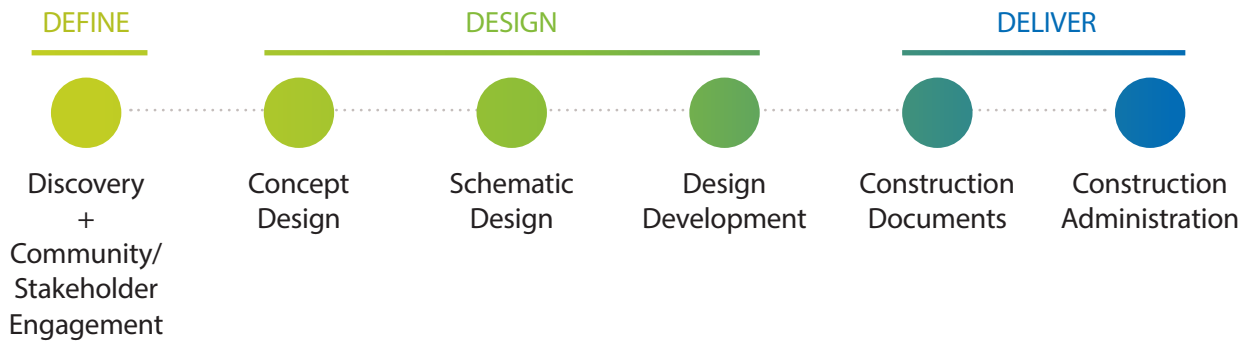 DEFINE
DESIGN
DELIVER
Discovery
+
Community/
Stakeholder
Engagement
Concept
Design
Schematic
Design
Design
Development
Construction
Documents
Construction
Administration